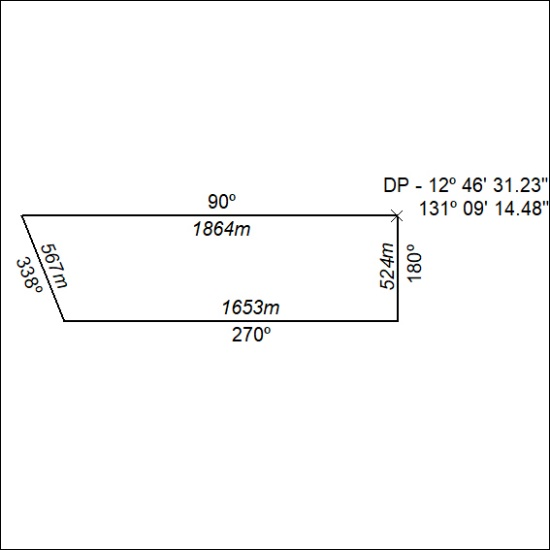 DP - 12º 46' 31.23"
131º 09' 14.48"
90º
1864m
567m
338º
524m
180º
1653m
270º